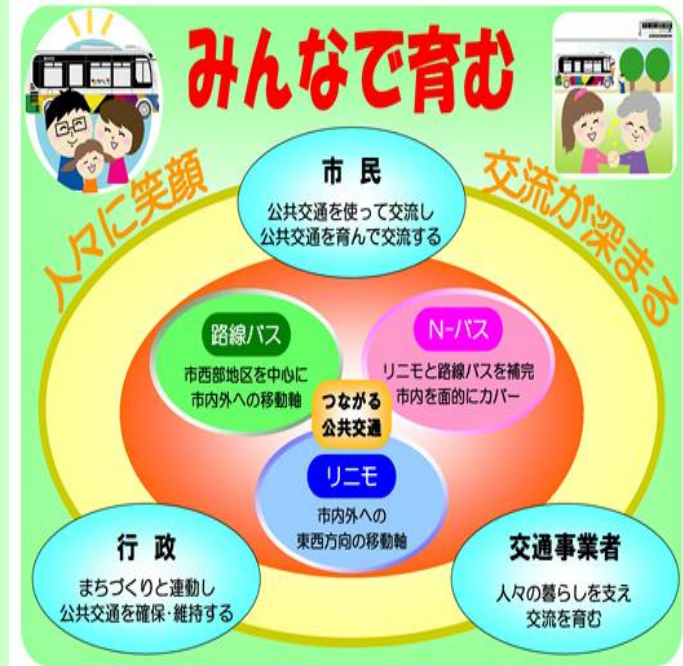 みんなで育む
人々に笑顔
交流が深まる
市民
公共交通を使って交流し
公共交通を育んで交流する
路線バス
市西部地区を中心に
市内外への移動軸
N-バス
リニモと路線バスを補完
市内を面的にカバー
つながる
公共交通
リニモ
市内外への
東西方向の移動軸
行政
まちづくりと連動し
公共交通を確保・維持する
交通事業者
人々の暮らしを支え
交流を育む